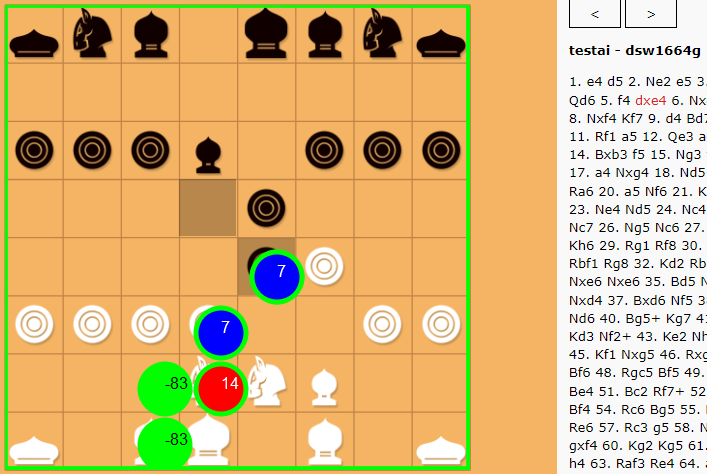 < >
testai - dsw1664g
1. e4 d5 2. Ne2 e5 3.
Qd6 5. f4 dxe4 6. Nx
8. Nxf4 Kf7 9. d4 Bd7
11. Rf1 a5 12. Qe3 a
14. Bxb3 f5 15. Ng3
17. a4 Nxg4 18. Nd5
Ra6 20. a5 Nf6 21. K
23. Ne4 Nd5 24. Nc4
Nc7 26. Ng5 Nc6 27.
Kh6 29. Rg1 Rf8 30.
Rbf1 Rg8 32. Kd2 Rb
Nxe6 Nxe6 35. Bd5 N
Nxd4 37. Bxd6 Nf5 3
Nd6 40. Bg5+ Kg7 41
Kd3 Nf2+ 43. Ke2 Nh
45. Kf1 Nxg5 46. Rxg
Bf6 48. Rgc5 Bf5 49.
Be4 51. Bc2 Rf7+ 52
Bf4 54. Rc6 Bg5 55.
Re6 57. Rc3 g5 58. N
gxf4 60. Kg2 Kg5 61.
h4 63. Raf3 Re4 64.
7
7
-83 14
-83